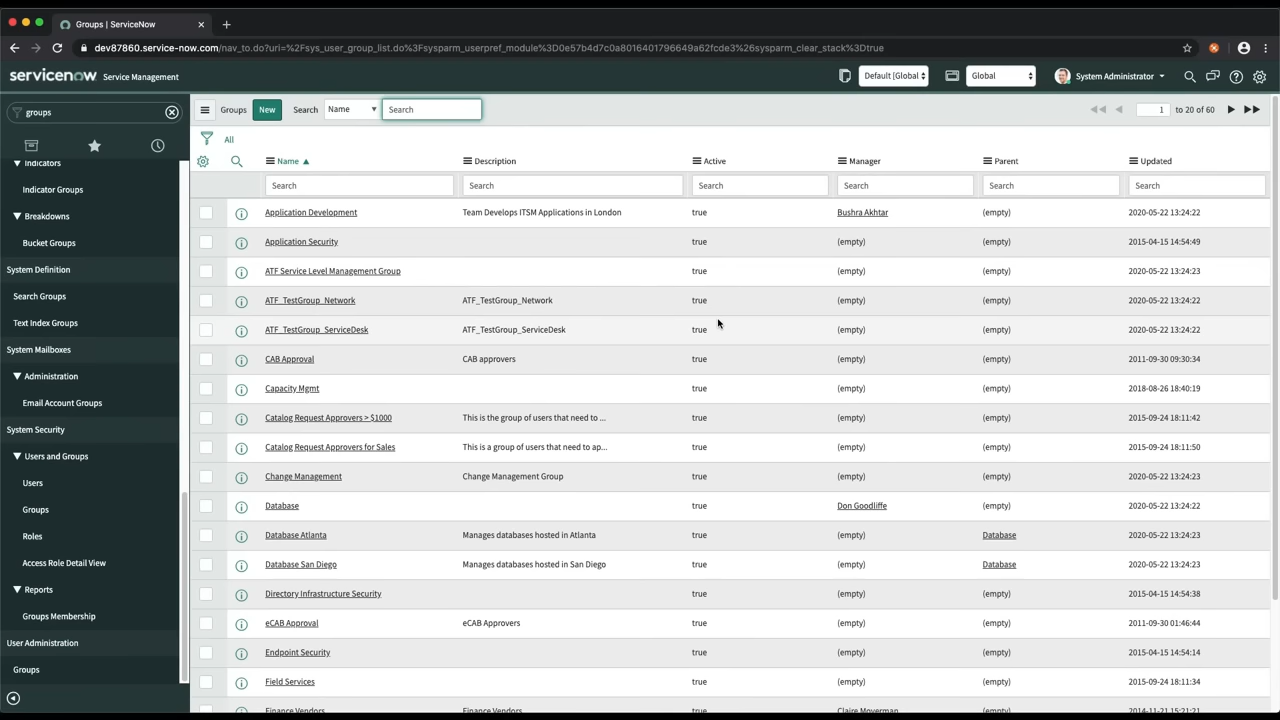 Groups | ServiceNow
dev87860.service-now.com/nav_to.do?uri=%2Fsys_user_group_list.do%3Fsysparm_userpref_module%3D0e57b4d7c0a8016401796649a62fcde3%26sysparm_clear_stack%3Dtrue
servicenow Service Management
Default [Global
Global
System Administrator
groups
Groups New Search Name Search
1 to 20 of 60
All
Name Description Active Manager Parent Updated
Search Search Search Search Search Search
Application Development Team Develops ITSM Applications in London true Bushra Akhtar (empty) 2020-05-22 13:24:22
Application Security true (empty) (empty) 2015-04-15 14:54:49
ATF Service Level Management Group true (empty) (empty) 2020-05-22 13:24:23
ATF_TestGroup_Network ATF_TestGroup_Network true (empty) (empty) 2020-05-22 13:24:22
ATF_TestGroup_ServiceDesk ATF_TestGroup_ServiceDesk true (empty) (empty) 2020-05-22 13:24:22
CAB Approval CAB approvers true (empty) (empty) 2011-09-30 09:30:34
Capacity Mgmt true (empty) (empty) 2018-08-26 18:40:19
Catalog Request Approvers > $1000 This is the group of users that need to ... true (empty) (empty) 2015-09-24 18:11:42
Catalog Request Approvers for Sales This is a group of users that need to ap... true (empty) (empty) 2015-09-24 18:11:50
Change Management Change Management Group true (empty) (empty) 2020-05-22 13:24:22
Database true Don Goodliffe (empty) 2020-05-22 13:24:22
Database Atlanta Manages databases hosted in Atlanta true (empty) Database 2020-05-22 13:24:23
Database San Diego Manages databases hosted in San Diego true (empty) Database 2020-05-22 13:24:23
Directory Infrastructure Security true (empty) (empty) 2015-04-15 14:54:38
eCAB Approval eCAB Approvers true (empty) (empty) 2011-09-30 01:46:44
Endpoint Security true (empty) (empty) 2015-04-15 14:54:14
Field Services true (empty) (empty) 2015-09-24 18:11:34
Finance Vendors Finance Vendors true Claire Moyerman (empty) 2014-11-21 15:21:21
Indicators
Indicator Groups
Breakdowns
Bucket Groups
System Definition
Search Groups
Text Index Groups
System Mailboxes
Administration
Email Account Groups
System Security
Users and Groups
Users
Groups
Roles
Access Role Detail View
Reports
Groups Membership
User Administration
Groups